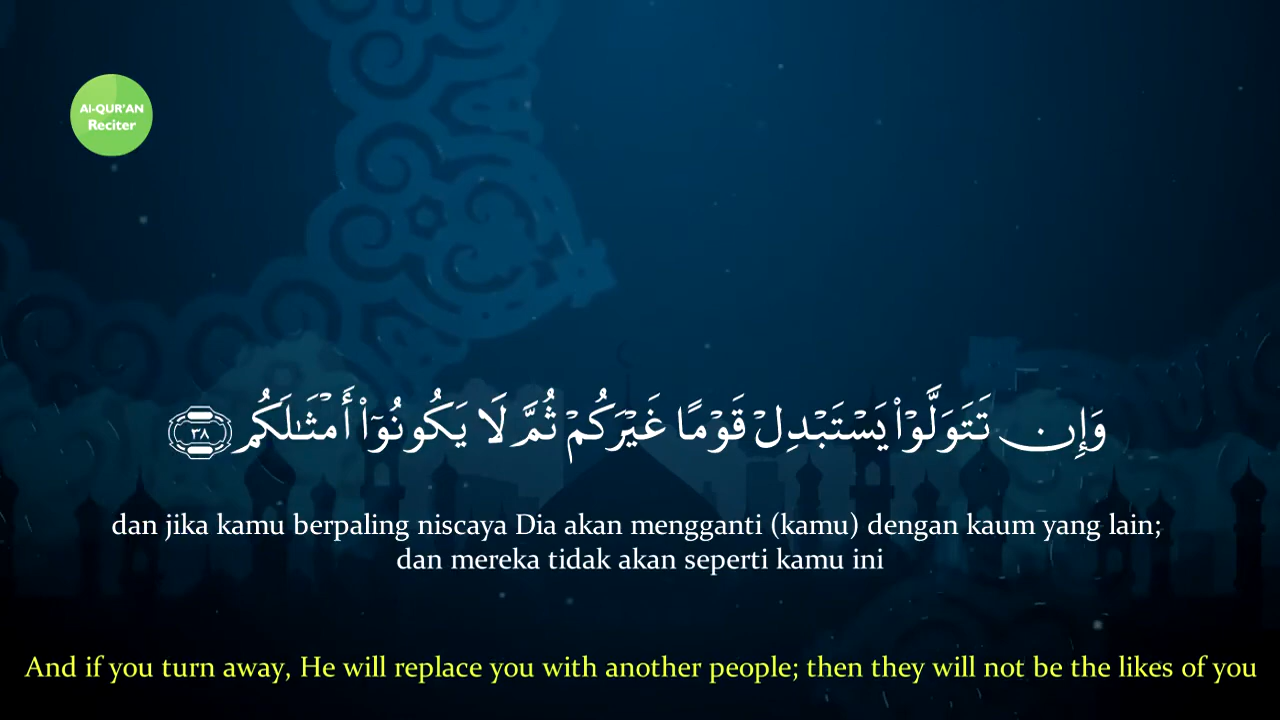 Al-QUR'AN
Reciter
وَإِن تَتَوَلَّوۡاْ يَسۡتَبۡدِلۡ قَوۡمًا غَيۡرَكُمۡ ثُمَّ لَا يَكُونُوٓاْ أَمۡثَٰلَكُم ٣٨
dan jika kamu berpaling niscaya Dia akan mengganti (kamu) dengan kaum yang lain;
dan mereka tidak akan seperti kamu ini
And if you turn away, He will replace you with another people; then they will not be the likes of you